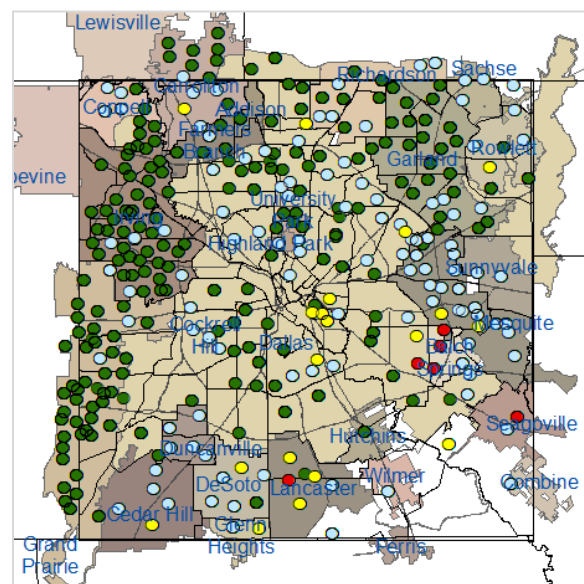 Lewisville
Carrollton
Richardson
Sachse
Coppell
Addison
Farmers
Branch
Garland
Rowlett
pevine
University
Park
Irving
Highland Park
Sunnyvale
Cockrell
Hill
Dallas
Mesquite
Balch
Springs
Seagoville
Hutchins
Duncanville
Wilmer
Combine
DeSoto
Lancaster
Cedar Hill
Glenn
Heights
Ferris
Grand
Prairie